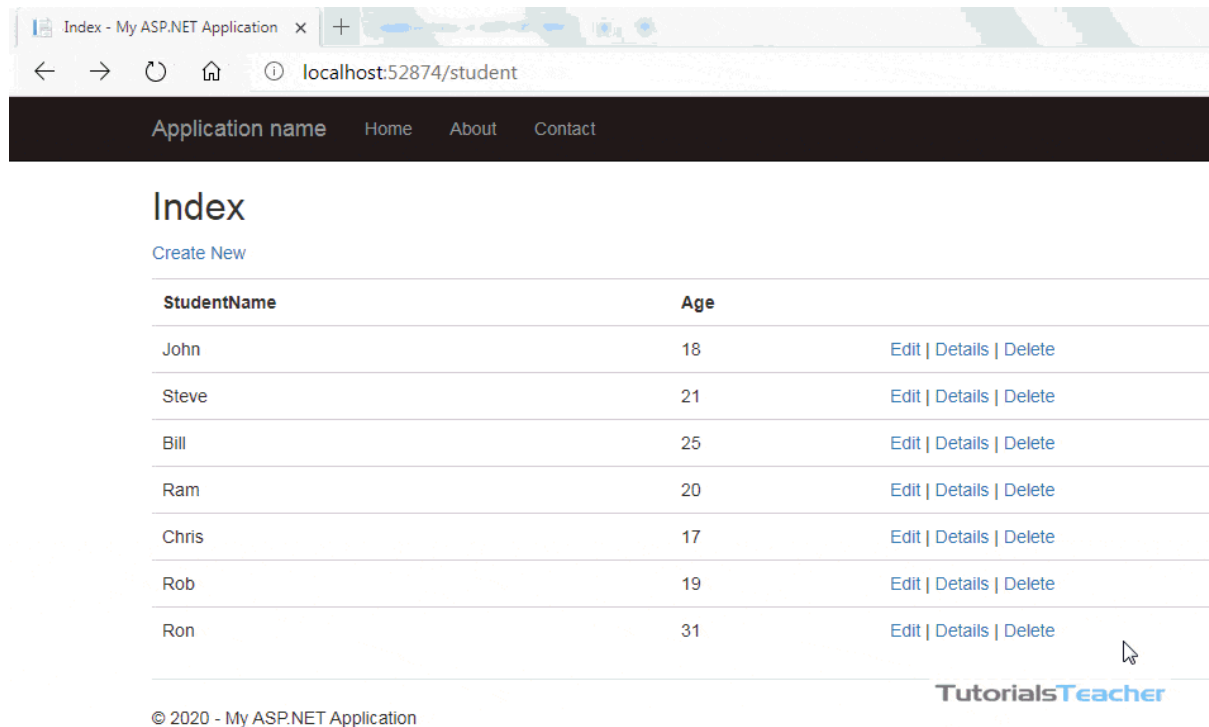 Index - My ASP.NET Application
localhost:52874/student
Application name Home About Contact
Index
Create New
StudentName Age
John 18 Edit | Details | Delete
Steve 21 Edit | Details | Delete
Bill 25 Edit | Details | Delete
Ram 20 Edit | Details | Delete
Chris 17 Edit | Details | Delete
Rob 19 Edit | Details | Delete
Ron 31 Edit | Details | Delete
TutorialsTeacher
© 2020 - My ASP.NET Application